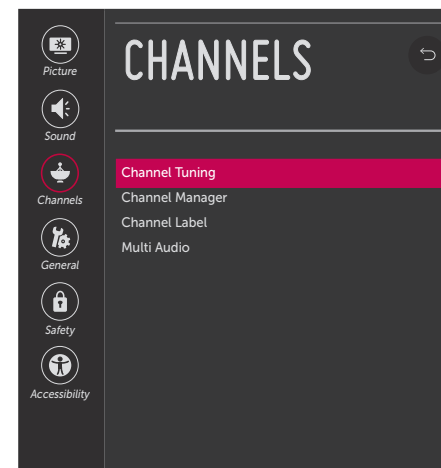 CHANNELS
Picture
Sound
Channels
General
Safety
Accessibility
Channel Tuning
Channel Manager
Channel Label
Multi Audio